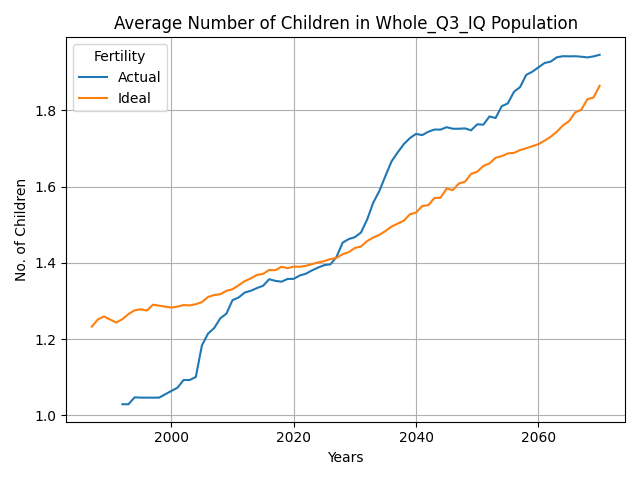 Average Number of Children in Whole_Q3_IQ Population
Fertility
Actual
Ideal
No. of Children
1.8
1.6
1.4
1.2
1.0
2000 2020 2040 2060
Years